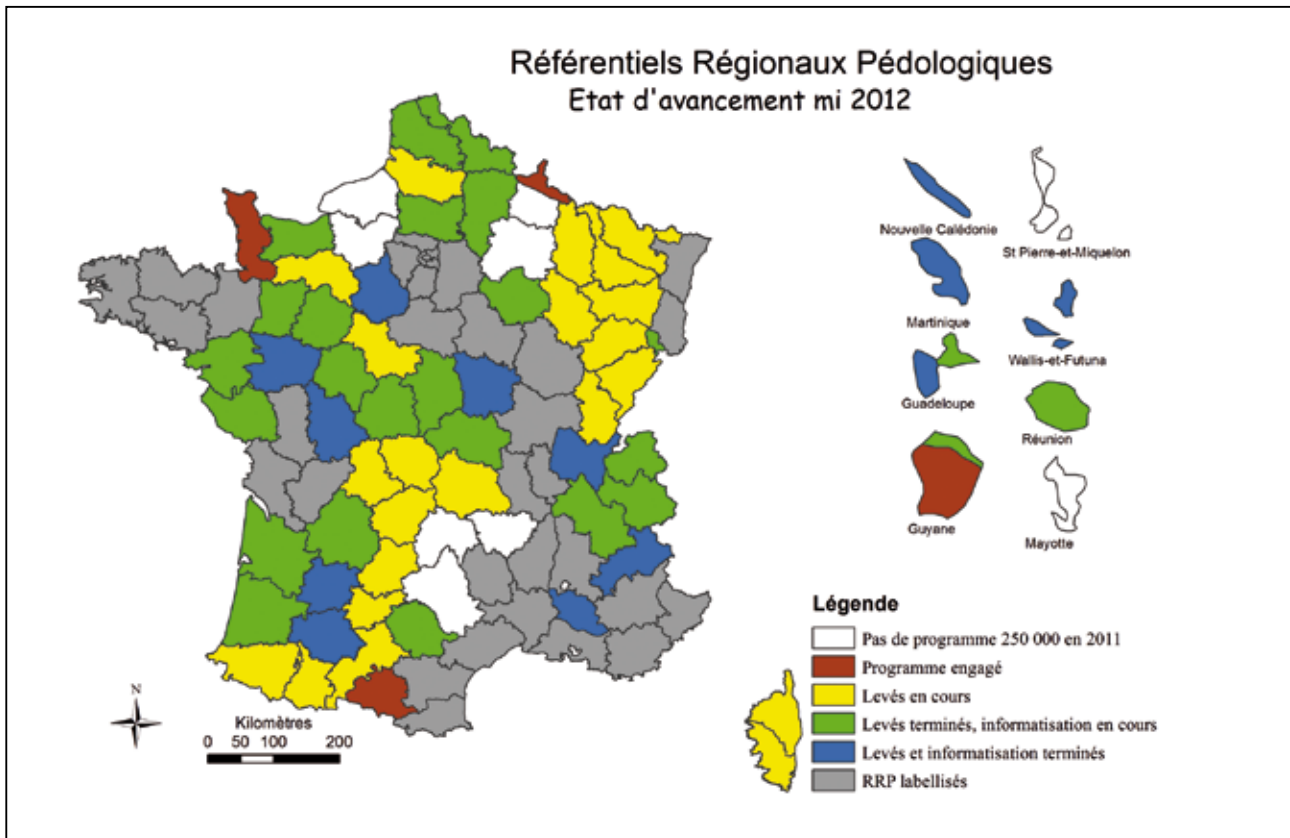 Référentiels Régionaux Pédologiques
Etat d'avancement mi 2012
Nouvelle Calédonie
St Pierre-et-Miquelon
Martinique
Wallis-et-Futuna
Guadeloupe
Réunion
Guyane
Mayotte
Légende
Pas de programme 250 000 en 2011
Programme engagé
Levés en cours
Levés terminés, informatisation en cours
Levés et informatisation terminés
RRP labellisés
N
Kilomètres
0 50 100 200